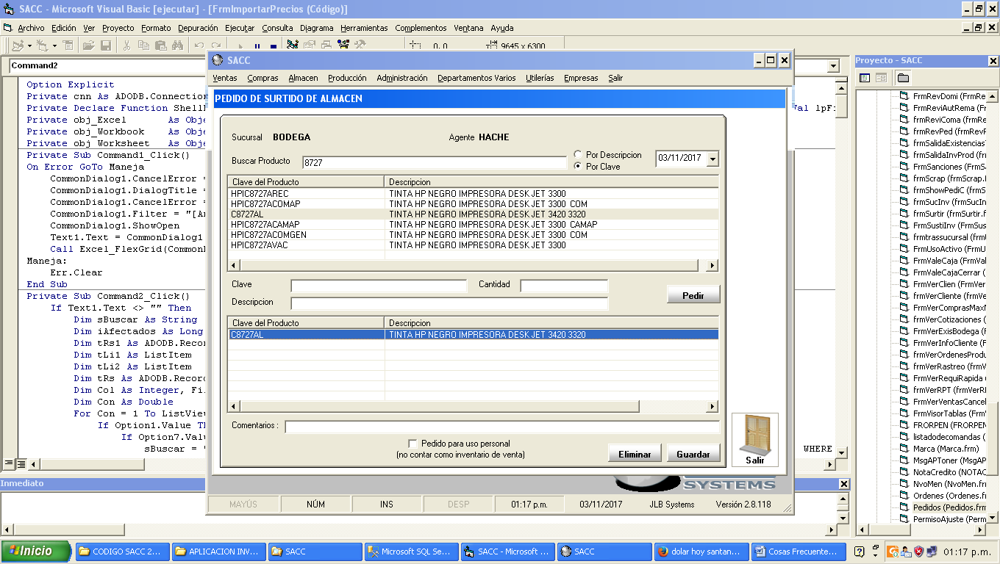 SACC - Microsoft Visual Basic [ejecutar] - [FrmImportarPrecios (Código)]
Archivo Edición Ver Proyecto Formato Depuración Ejecutar Consulta Diagrama Herramientas Complementos Ventana Ayuda
0, 0 9645 x 6300
Command2
Option Explicit
Private cnn As ADODB.Connection
Private Declare Function Shell
Val lpF
Private obj_Excel As Obje
Private obj_Workbook As Obje
Private obj_Worksheet As Obje
Private Sub Command1_Click()
On Error GoTo Maneja
CommonDialog1.CancelError =
CommonDialog1.DialogTitle =
CommonDialog1.CancelError =
CommonDialog1.Filter = "[Ar
CommonDialog1.ShowOpen
Text1.Text = CommonDialog1
Call Excel_FlexGrid(Common
Maneja:
Err.Clear
End Sub
Private Sub Command2_Click()
If Text1.Text <> "" Then
Dim sBuscar As String
Dim iAfectados As Long
Dim tRs1 As ADODB.Recor
Dim tLi1 As ListItem
Dim tLi2 As ListItem
Dim tRs As ADODB.Record
Dim Col As Integer, Fi
Dim Con As Double
For Con = 1 To ListView
If Option1.Value Th
If Option7.Valu
sBuscar = "
WHERE
Inmediato
SACC
Ventas Compras Almacen Producción Administración Departamentos Varios Utilerías Empresas Salir
PEDIDO DE SURTIDO DE ALMACEN
Sucursal BODEGA Agente HACHE
Buscar Producto 8727 Por Descripcion Por Clave 03/11/2017
Clave del Producto Descripcion
HPIC8727AREC TINTA HP NEGRO IMPRESORA DESK JET 3300
HPIC8727ACOMAP TINTA HP NEGRO IMPRESORA DESK JET 3300 COM
C8727AL TINTA HP NEGRO IMPRESORA DESK JET 3420 3320
HPIC8727ACAMAP TINTA HP NEGRO IMPRESORA DESK JET 3300 CAMAP
HPIC8727ACOMGEN TINTA HP NEGRO IMPRESORA DESK JET 3300 COM
HPIC8727AVAC TINTA HP NEGRO IMPRESORA DESK JET 3300
Clave Cantidad
Descripcion
Pedir
Clave del Producto Descripcion
C8727AL TINTA HP NEGRO IMPRESORA DESK JET 3420 3320
Comentarios :
Pedido para uso personal
(no contar como inventario de venta)
Eliminar Guardar
Salir
SYSTEMS
MAYÚS NÚM INS DESP 01:17 p.m. 03/11/2017 JLB Systems Versión 2.8.118
Proyecto - SACC
FrmRevDomi (FrmRe
FrmReviAutRema (Fr
frmReviComa (frmRe
frmRevPed (frmRevP
frmSalidaExistencias
frmSalidaInvProd (fr
FrmSanciones (FrmS
frmScrap (frmScrap.
FrmShowPediC (FrmS
frmSucInv (frmSucIn
frmSurtir (FrmSurtir.f
FrmSustiInv (FrmSus
frmtrassucursal (frmt
FrmUsoActivo (FrmU
FrmValeCaja (FrmVal
FrmValeCajaCerrar (
FrmVerClien (FrmVer
frmVerCliente (FrmVe
frmVerComprasMaxM
frmVerCotizaciones (
frmVerExisBodega (f
frmVerInfoCliente (F
frmVerOrdenesProdu
frmVerRastreo (frmV
FrmVerRequiRapida
frmVerRPT (frmVerRP
FrmVerVentasCancel
FrmVisorTablas (FrmV
FRORPEN (FRORPEN
listadodecomandas (
Marca (Marca.frm)
MsgAPToner (MsgAP
NotaCredito (NOTAC
NvoMen (NvoMen.frm
Ordenes (Ordenes.fr
Pedidos (Pedidos.frm
PermisoAjuste (Perm
Inicio CODIGO SACC 2... APLICACION INV... SACC Microsoft SQL Se... SACC - Microsoft ... SACC dolar hoy santan... Cosas Frecuente... 01:17 p.m.